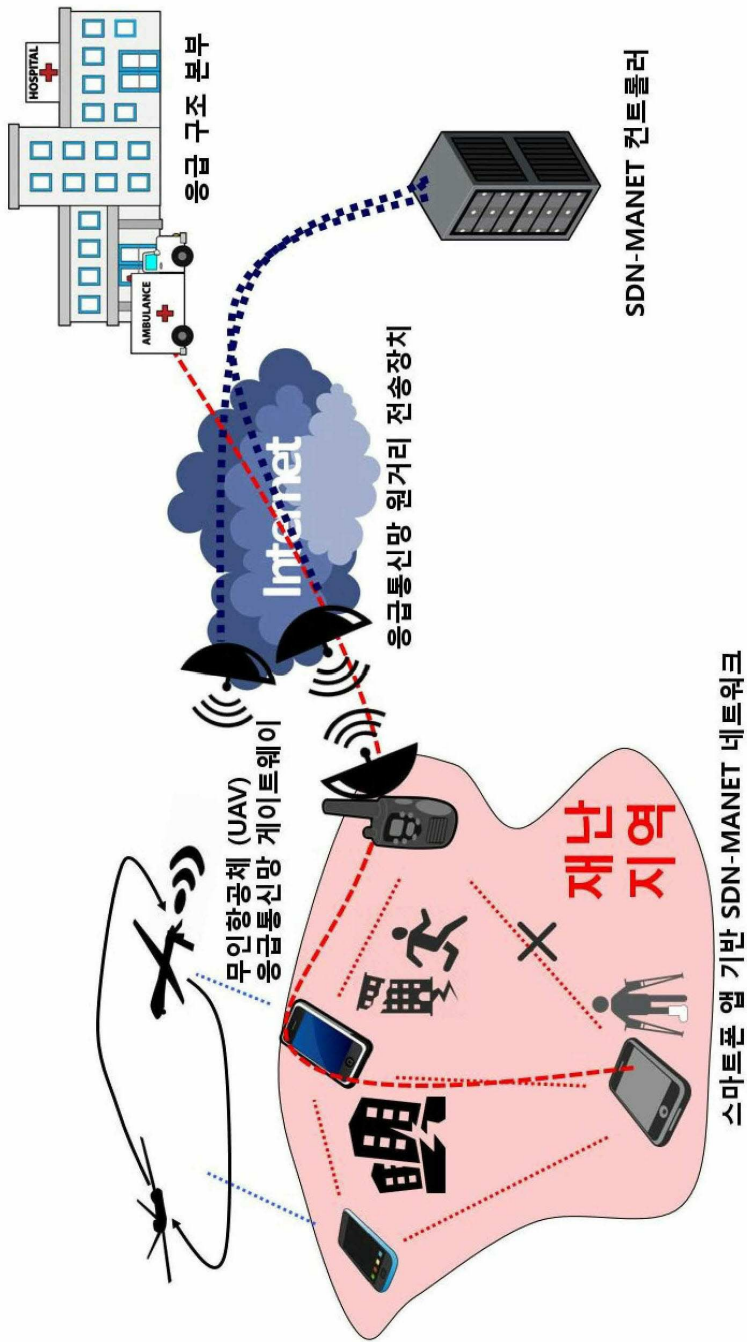 HOSPITAL
AMBULANCE
응급 구조 본부
무인항공체 (UAV)
응급통신망 게이트웨이
Internet
응급통신망 원거리 전송장치
SDN-MANET 컨트롤러
재난
지역
스마트폰 앱 기반 SDN-MANET 네트워크